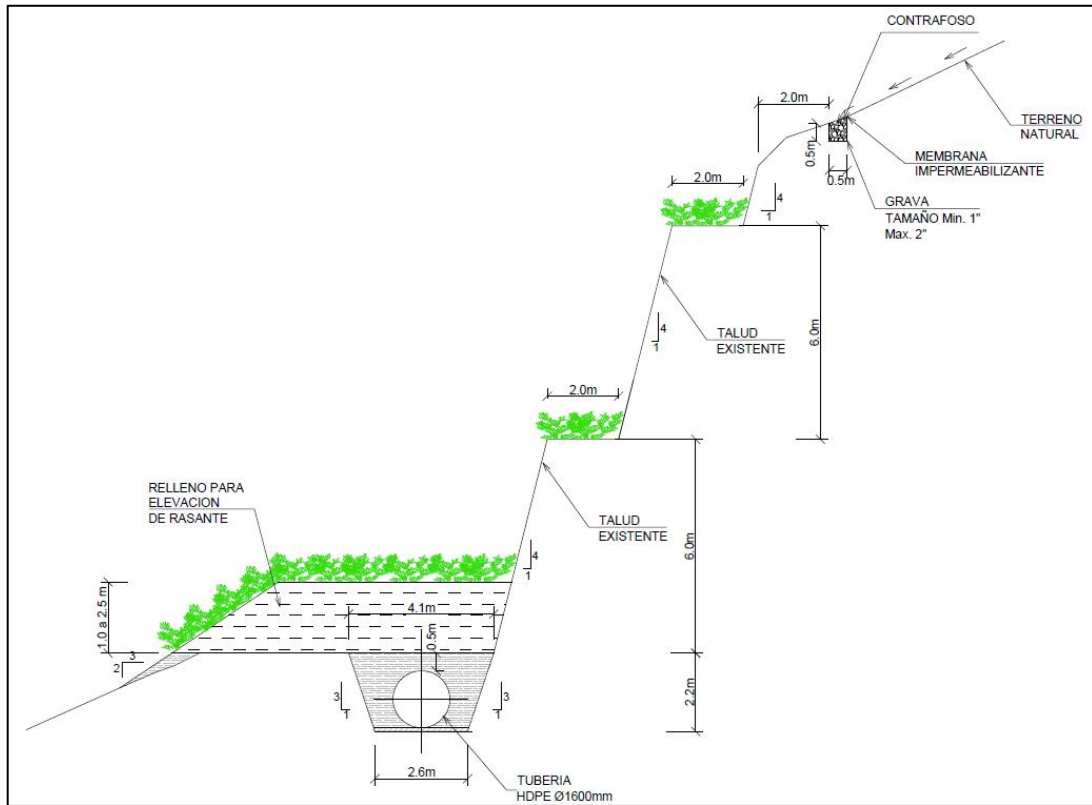 CONTRAFOSO
2.0m
TERRENO
NATURAL
0.5m
MEMBRANA
IMPERMEABILIZANTE
0.5m
2.0m
GRAVA
TAMAÑO Min. 1"
Max. 2"
4
1
TALUD
EXISTENTE
6.0m
4
1
2.0m
RELLENO PARA
ELEVACION
DE RASANTE
TALUD
EXISTENTE
6.0m
4
1
1.0 a 2.5 m
4.1m
0.5m
3
2
3
1
3
1
2.2m
2.6m
TUBERIA
HDPE Ø1600mm